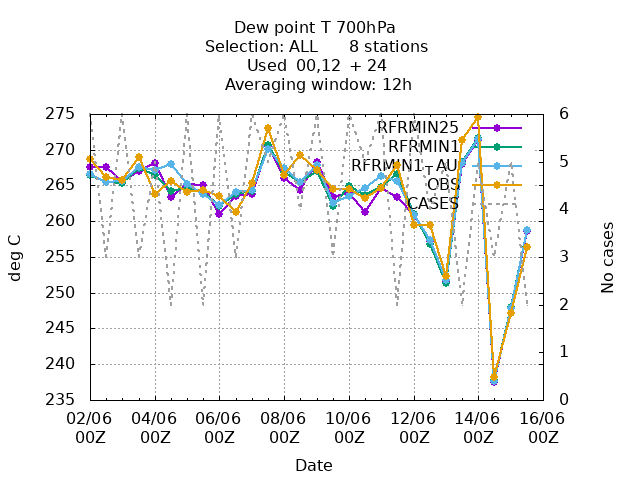 Dew point T 700hPa
Selection: ALL 8 stations
Used 00,12 + 24
Averaging window: 12h
275
270
265
260
255
250
245
240
235
6
5
4
3
2
1
0
deg C
No cases
RFRMIN25
RFRMIN1
RFRMIN1TAU
OBS
CASES
02/06 04/06 06/06 08/06 10/06 12/06 14/06 16/06
00Z 00Z 00Z 00Z 00Z 00Z 00Z 00Z
Date